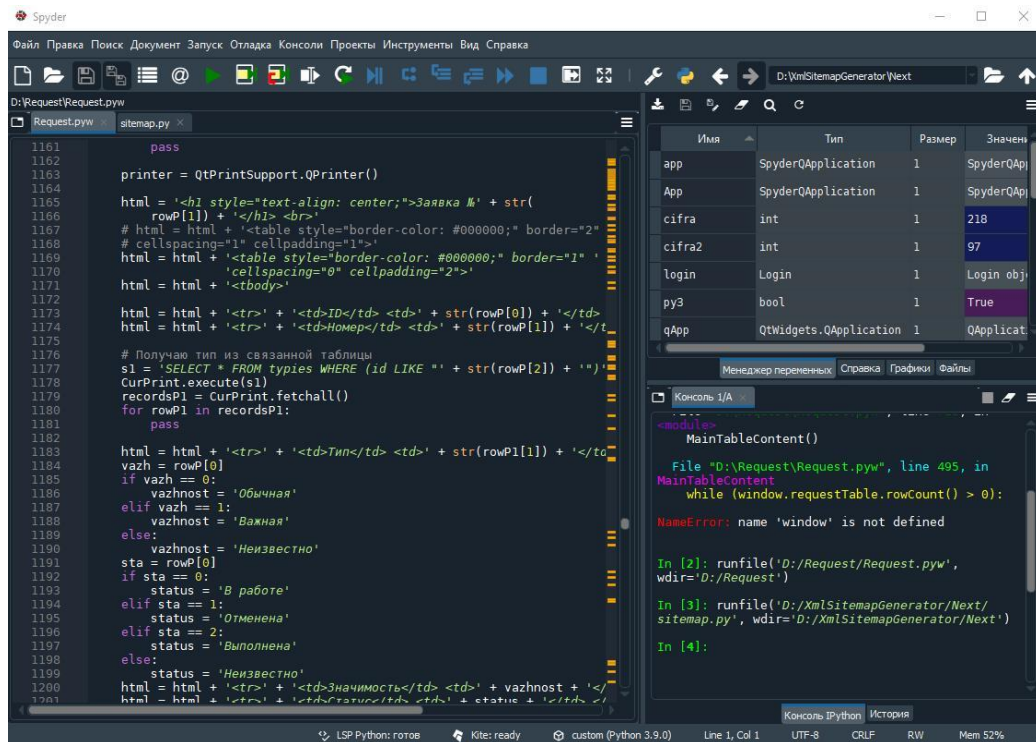 Spyder
Файл Правка Поиск Документ Запуск Отладка Консоли Проекты Инструменты Вид Справка
D:\XmlSitemapGenerator\Next
D:\Request\Request.pyw
Request.pyw
sitemap.py
1161 pass
1162
1163 printer = QtPrintSupport.QPrinter()
1164
1165 html = '<h1 style="text-align: center;">Заявка №' + str(
1166 rowP[1]) + '</h1> <br>'
1167 # html = html + '<table style="border-color: #000000;" border="2"
1168 # cellspacing="1" cellpadding="1">'
1169 html = html + '<table style="border-color: #000000;" border="1" '
1170 'cellspacing="0" cellpadding="2">'
1171 html = html + '<tbody>'
1172
1173 html = html + '<tr>' + '<td>ID</td> <td>' + str(rowP[0]) + '</td>
1174 html = html + '<tr>' + '<td>Номер</td> <td>' + str(rowP[1]) + '</t
1175
1176 # Получаю тип из связанной таблицы
1177 s1 = 'SELECT * FROM typies WHERE (id LIKE "' + str(rowP[2]) + '")'
1178 CurPrint.execute(s1)
1179 recordsP1 = CurPrint.fetchall()
1180 for rowP1 in recordsP1:
1181 pass
1182
1183 html = html + '<tr>' + '<td>Тип</td> <td>' + str(rowP1[1]) + '</td
1184 vazh = rowP[0]
1185 if vazh == 0:
1186 vazhnost = 'Обычная'
1187 elif vazh == 1:
1188 vazhnost = 'Важная'
1189 else:
1190 vazhnost = 'Неизвестно'
1191 sta = rowP[0]
1192 if sta == 0:
1193 status = 'В работе'
1194 elif sta == 1:
1195 status = 'Отменена'
1196 elif sta == 2:
1197 status = 'Выполнена'
1198 else:
1199 status = 'Неизвестно'
1200 html = html + '<tr>' + '<td>Значимость</td> <td>' + vazhnost + '</
1201 html = html + '<tr>' + '<td>Статус</td> <td>' + status + '</td> </
Имя Тип Размер Значени
app SpyderQApplication 1 SpyderQAp
App SpyderQApplication 1 SpyderQAp
cifra int 1 218
cifra2 int 1 97
login Login 1 Login obj
py3 bool 1 True
qApp QtWidgets.QApplication 1 QApplicat
Менеджер переменных Справка Графики Файлы
Консоль 1/A
<module>
MainTableContent()
File "D:\Request\Request.pyw", line 495, in
MainTableContent
while (window.requestTable.rowCount() > 0):
NameError: name 'window' is not defined
In [2]: runfile('D:/Request/Request.pyw',
wdir='D:/Request')
In [3]: runfile('D:/XmlSitemapGenerator/Next/
sitemap.py', wdir='D:/XmlSitemapGenerator/Next')
In [4]:
Консоль IPython История
LSP Python: готов Kite: ready custom (Python 3.9.0) Line 1, Col 1 UTF-8 CRLF RW Mem 52%